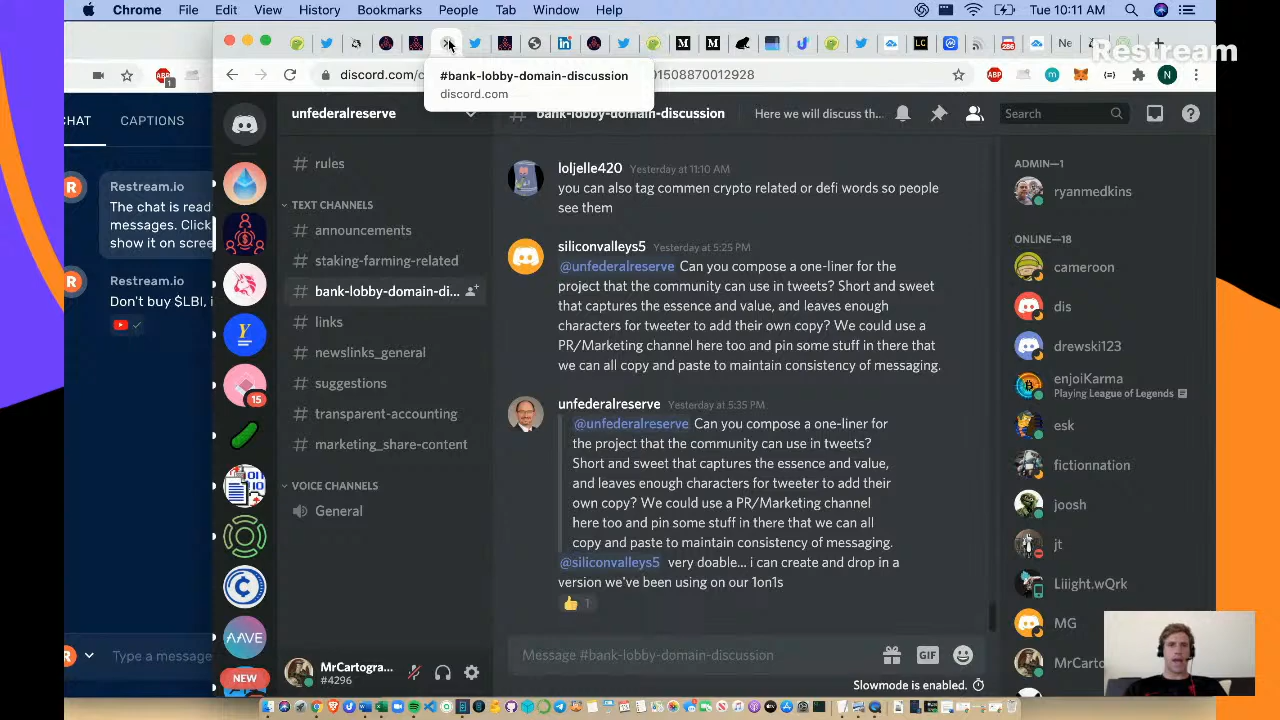 Chrome File Edit View History Bookmarks People Tab Window Help
Tue 10:11 AM
Restream
discord.com/c
01508870012928
ABP
N
#bank-lobby-domain-discussion
discord.com
CHAT CAPTIONS
Restream.io
The chat is ready
messages. Click
show it on scree
Restream.io
Don't buy $LBI, i
Type a message
unfederalreserve
rules
TEXT CHANNELS
announcements
staking-farming-related
bank-lobby-domain-di...
links
newslinks_general
suggestions
transparent-accounting
marketing_share-content
VOICE CHANNELS
General
15
AAVE
NEW
MrCartogra...
#4296
bank-lobby-domain-discussion
Here we will discuss th...
Search
loljelle420 Yesterday at 11:10 AM
you can also tag commen crypto related or defi words so people
see them
siliconvalleys5 Yesterday at 5:25 PM
@unfederalreserve Can you compose a one-liner for the
project that the community can use in tweets? Short and sweet
that captures the essence and value, and leaves enough
characters for tweeter to add their own copy? We could use a
PR/Marketing channel here too and pin some stuff in there that
we can all copy and paste to maintain consistency of messaging.
unfederalreserve Yesterday at 5:35 PM
@unfederalreserve Can you compose a one-liner for
the project that the community can use in tweets?
Short and sweet that captures the essence and value,
and leaves enough characters for tweeter to add their
own copy? We could use a PR/Marketing channel
here too and pin some stuff in there that we can all
copy and paste to maintain consistency of messaging.
@siliconvalleys5 very doable... i can create and drop in a
version we've been using on our 1on1s
1
Message #bank-lobby-domain-discussion
GIF
Slowmode is enabled.
ADMIN—1
ryanmedkins
ONLINE—18
cameroon
dis
drewski123
enjoiKarma
Playing League of Legends
esk
fictionnation
joosh
jt
Liiight.wQrk
MG
MrCarto